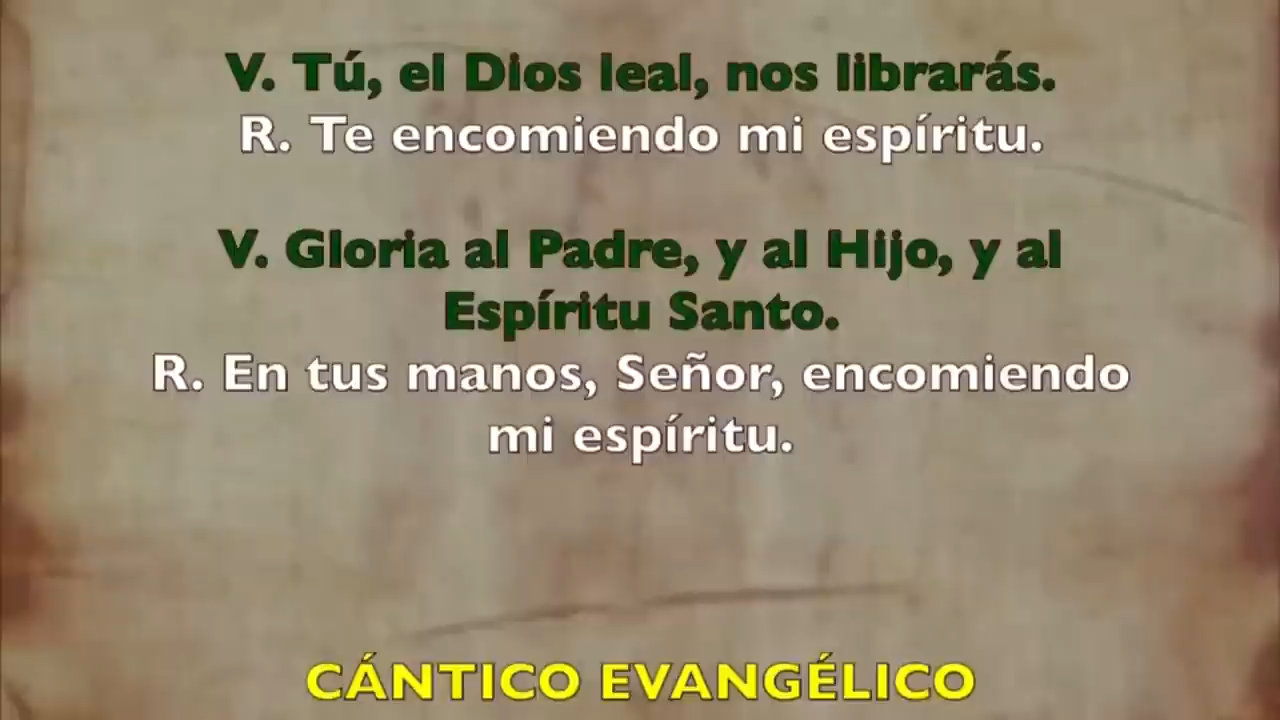 V. Tú, el Dios leal, nos librarás.
R. Te encomiendo mi espíritu.
V. Gloria al Padre, y al Hijo, y al
Espíritu Santo.
R. En tus manos, Señor, encomiendo
mi espíritu.
CÁNTICO EVANGÉLICO